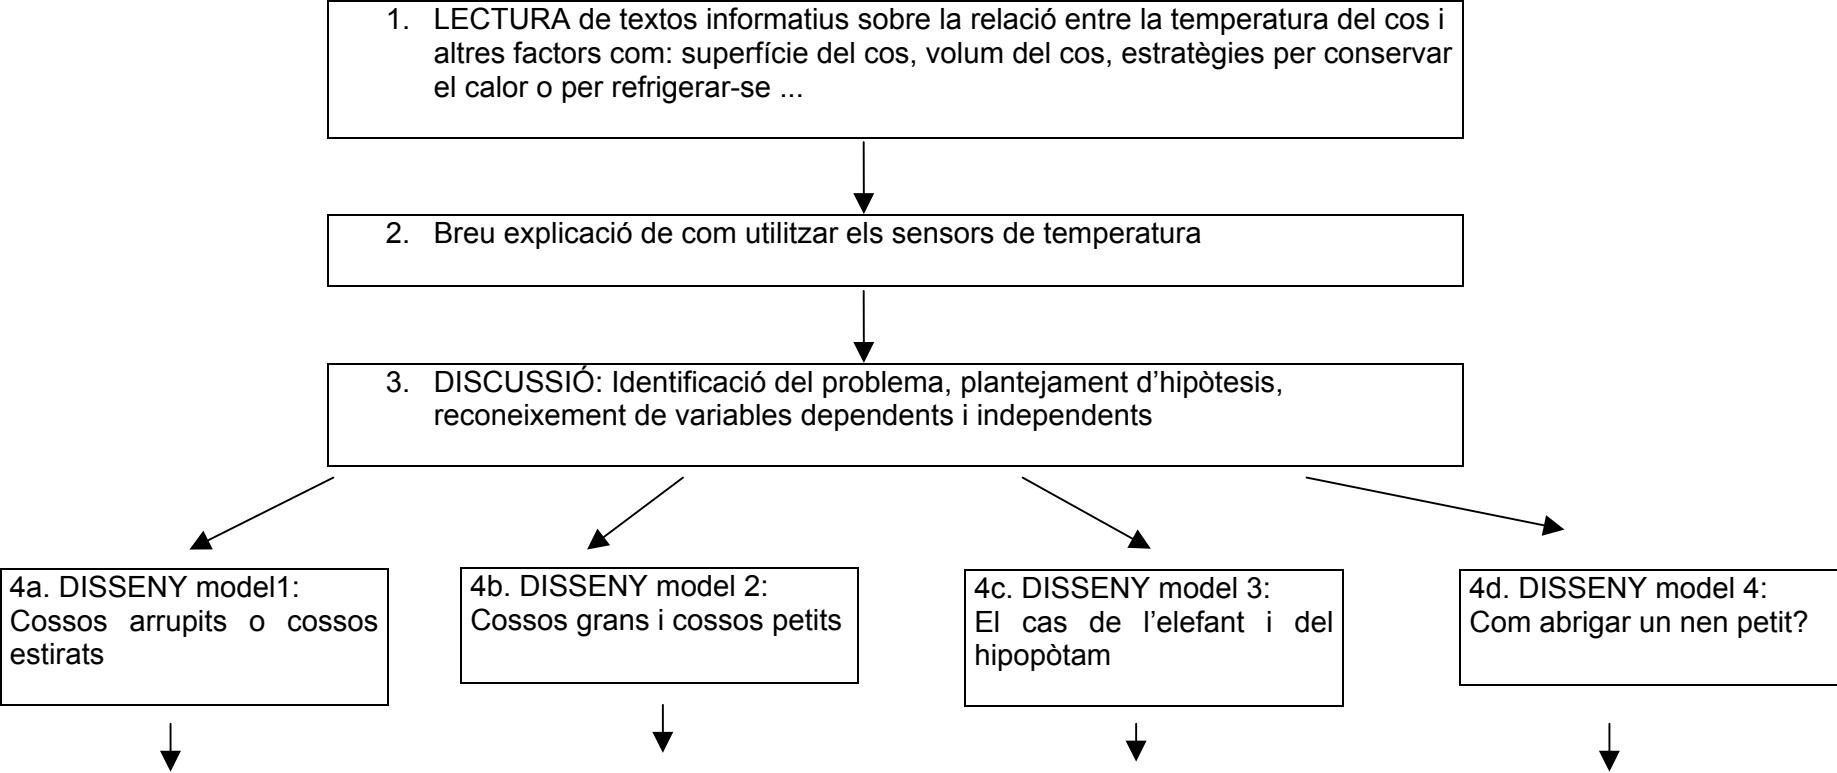 1. LECTURA de textos informatius sobre la relació entre la temperatura del cos i
altres factors com: superfície del cos, volum del cos, estratègies per conservar
el calor o per refrigerar-se ...
2. Breu explicació de com utilitzar els sensors de temperatura
3. DISCUSSIÓ: Identificació del problema, plantejament d’hipòtesis,
reconeixement de variables dependents i independents
4a. DISSENY model1:
Cossos arrupits o cossos
estirats
4b. DISSENY model 2:
Cossos grans i cossos petits
4c. DISSENY model 3:
El cas de l’elefant i del
hipopòtam
4d. DISSENY model 4:
Com abrigar un nen petit?